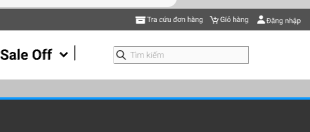 Tra cứu đơn hàng Giỏ hàng Đăng nhập
Sale Off
Tìm kiếm